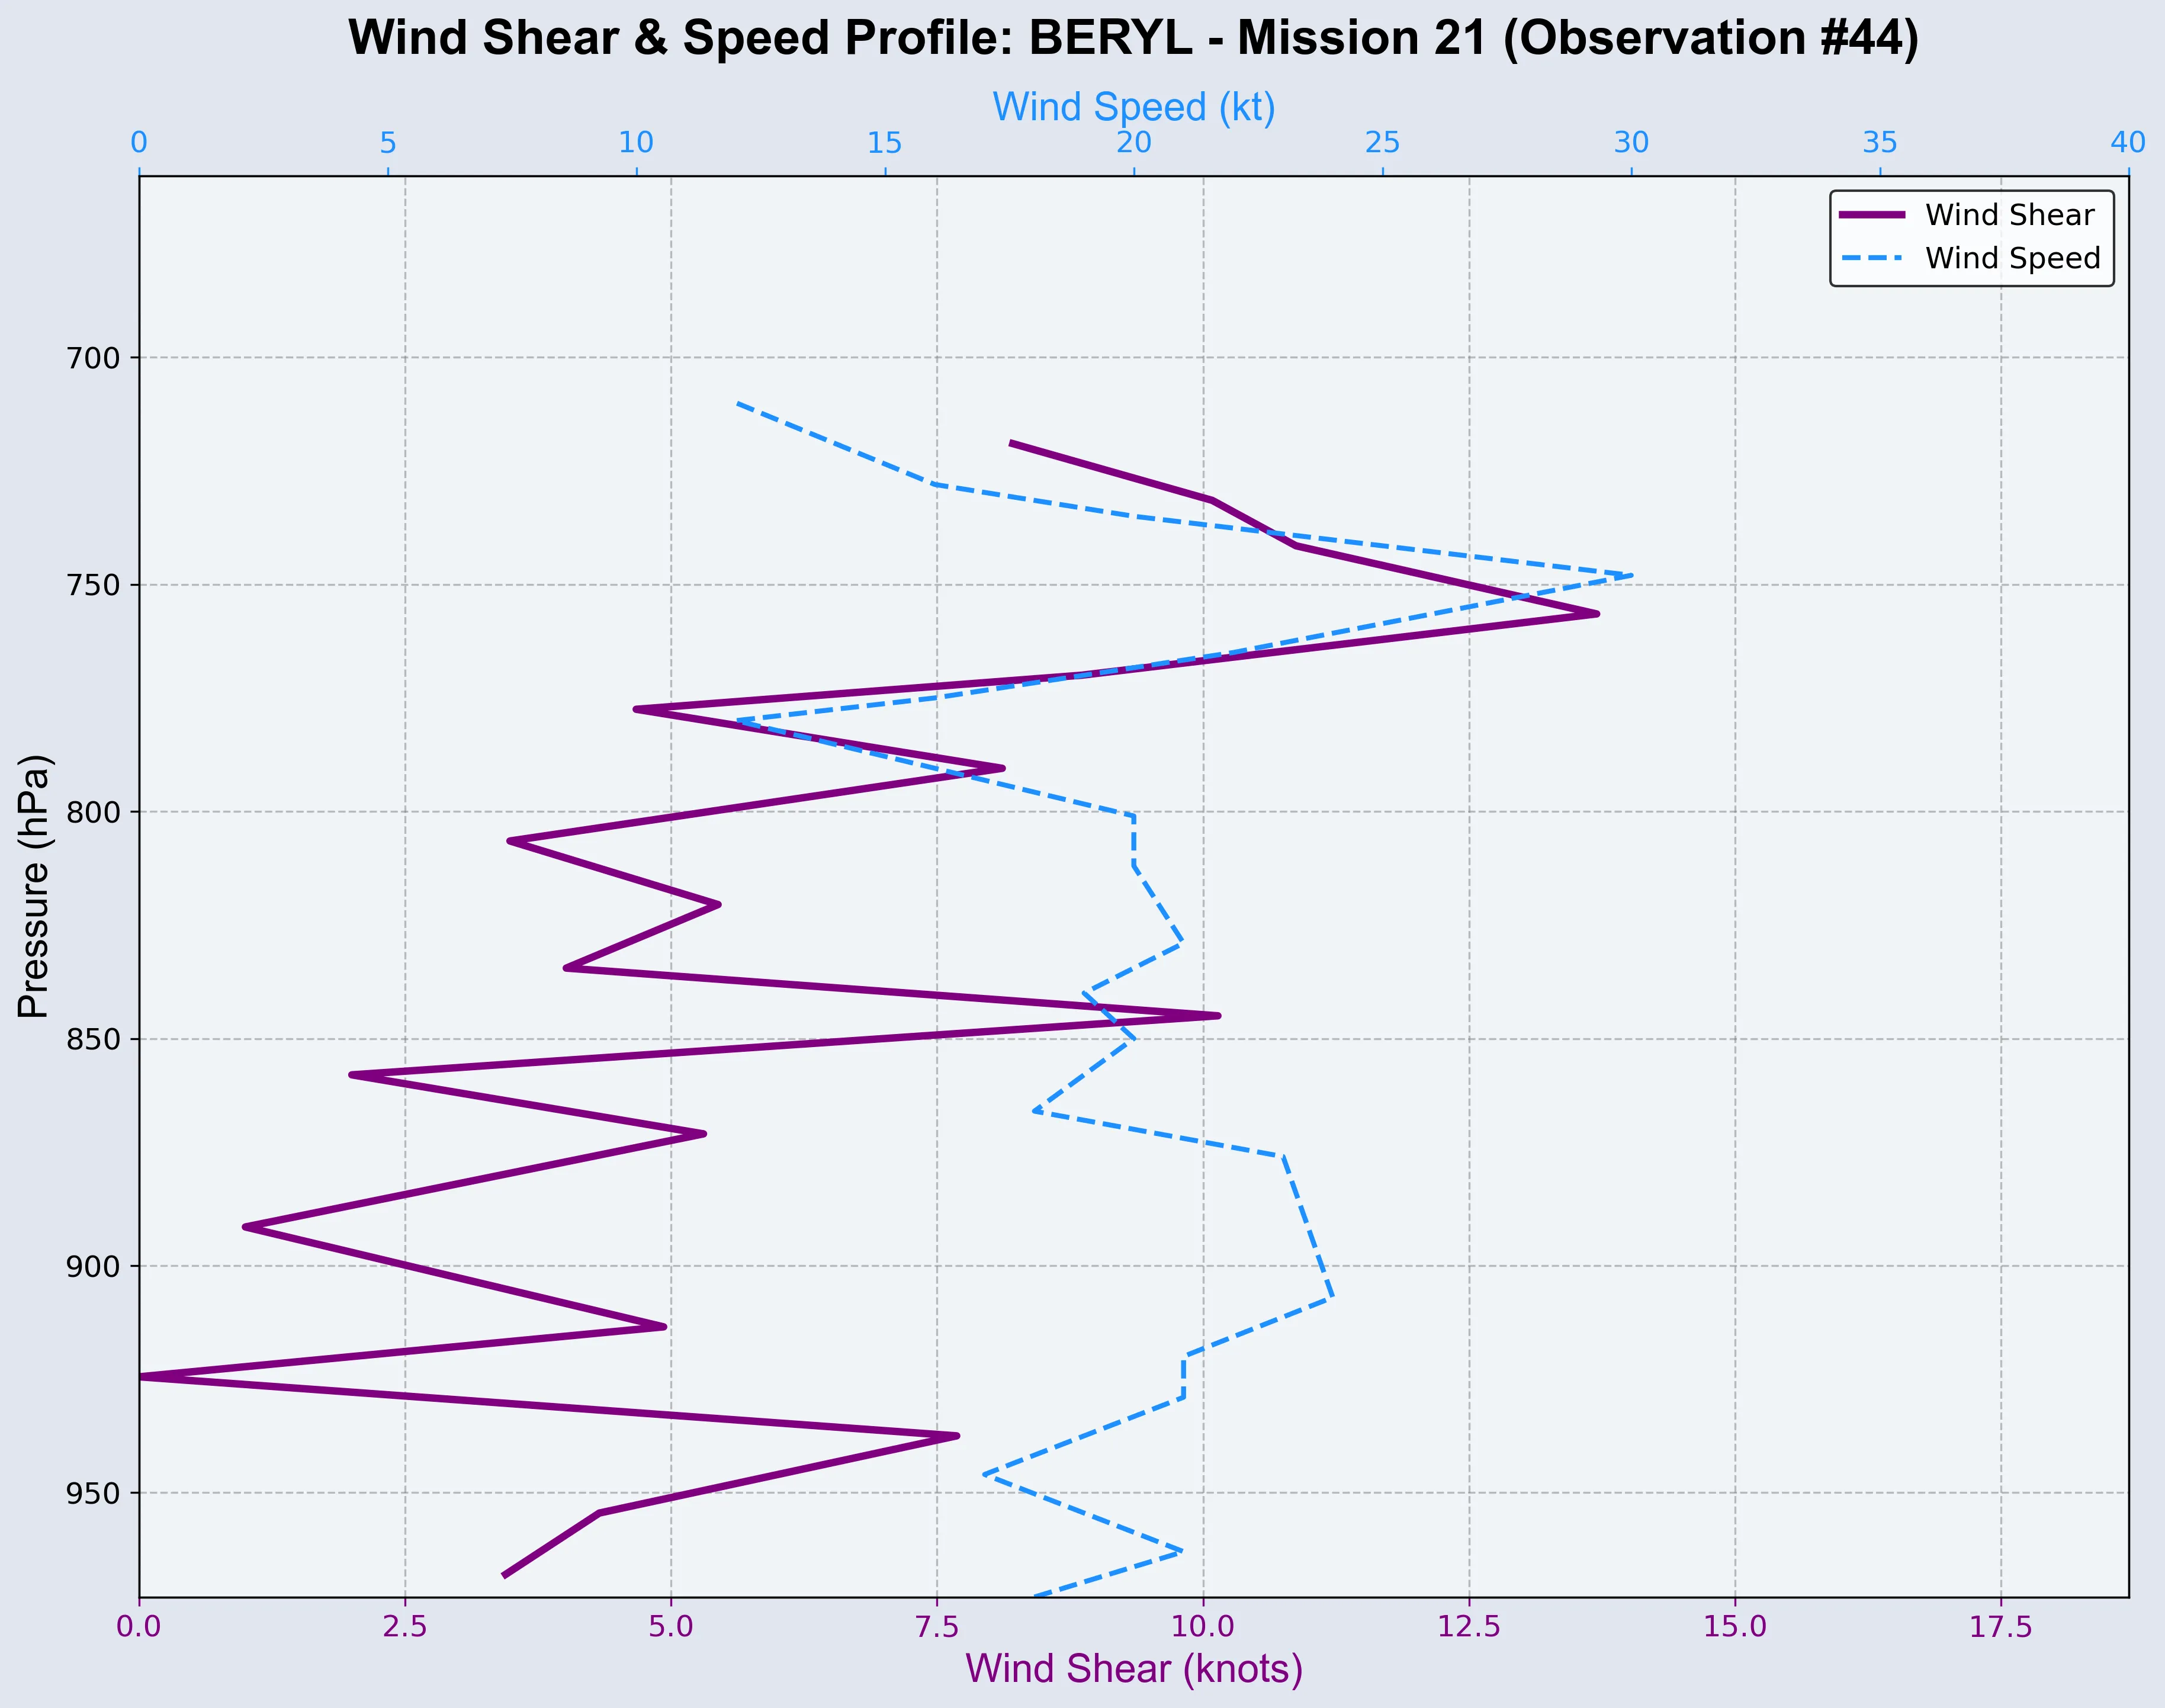 Wind Shear & Speed Profile: BERYL - Mission 21 (Observation #44)
Wind Speed (kt)
0 5 10 15 20 25 30 35 40
Wind Shear
Wind Speed
Pressure (hPa)
700
750
800
850
900
950
0.0 2.5 5.0 7.5 10.0 12.5 15.0 17.5
Wind Shear (knots)